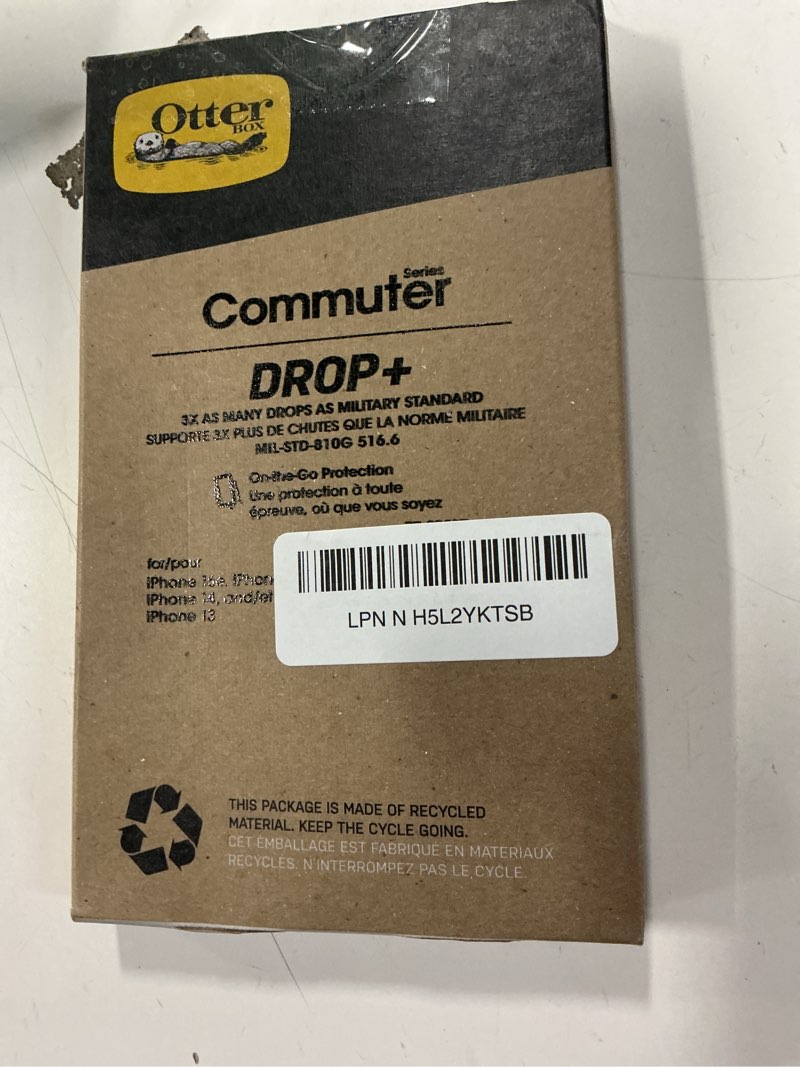 Otter
BOX
Commuter Series
DROP+
3X AS MANY DROPS AS MILITARY STANDARD
SUPPORTE 3X PLUS DE CHUTES QUE LA NORME MILITAIRE
MIL-STD-810G 516.6
On-the-Go Protection
Une protection à toute
épreuve, où que vous soyez
for/pour
iPhone 16e, iPhon
iPhone 14, and/et
iPhone 13
LPN N H5L2YKTSB
THIS PACKAGE IS MADE OF RECYCLED
MATERIAL. KEEP THE CYCLE GOING.
CET EMBALLAGE EST FABRIQUÉ EN MATERIAUX
RECYCLÉS. N'INTERROMPEZ PAS LE CYCLE.